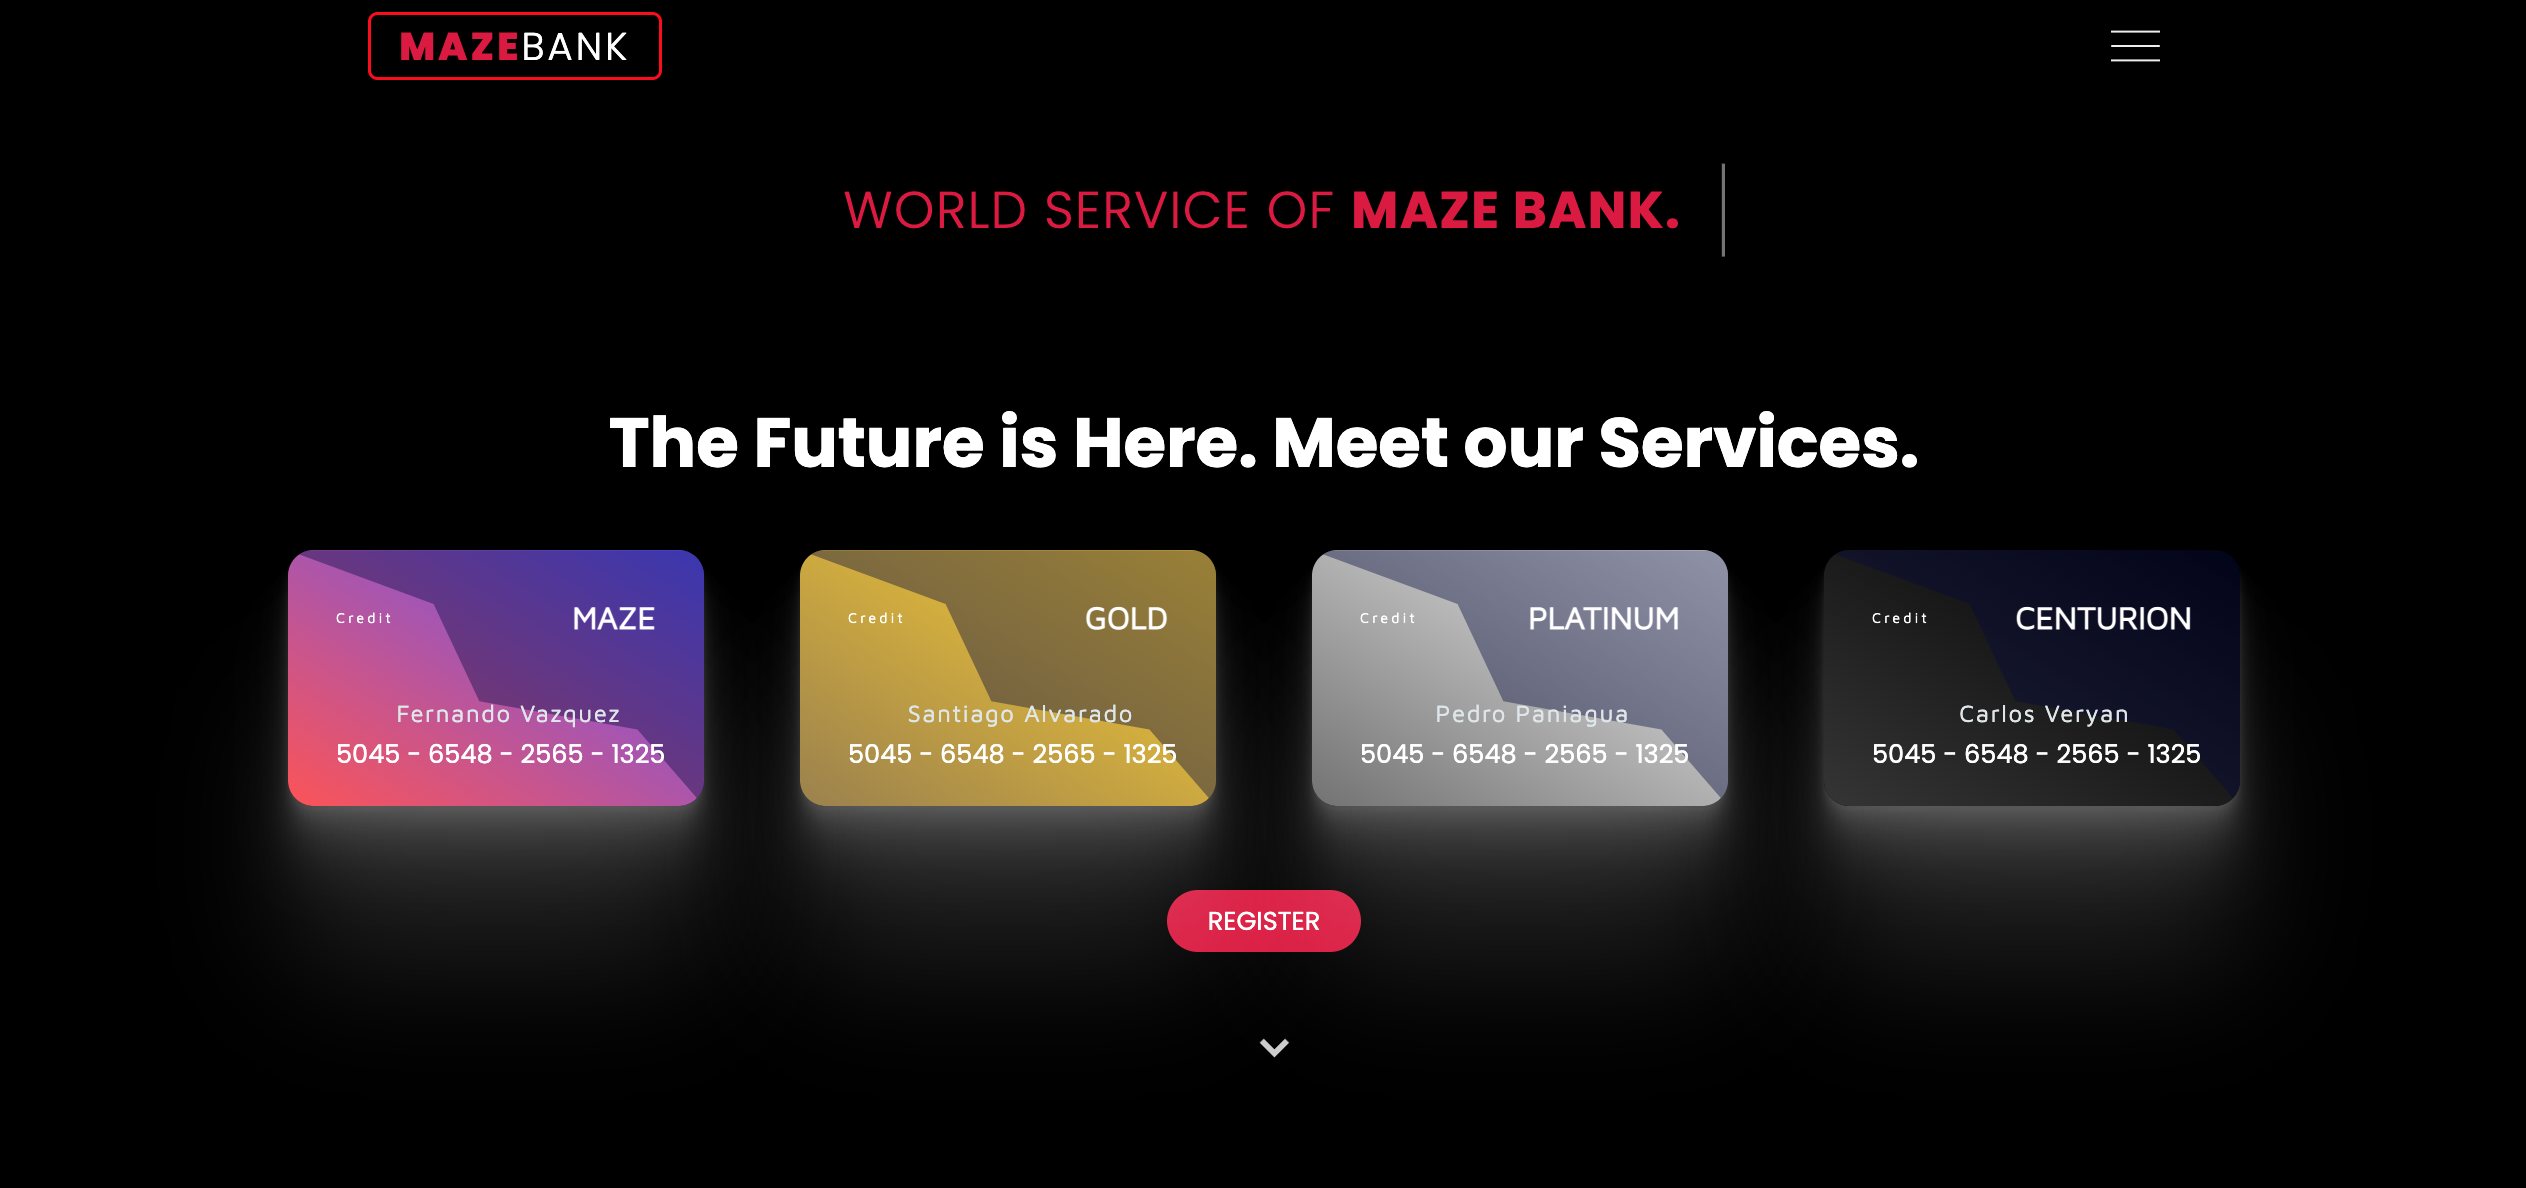 MAZEBANK
WORLD SERVICE OF MAZE BANK.
The Future is Here. Meet our Services.
Credit MAZE
Fernando Vazquez
5045 - 6548 - 2565 - 1325
Credit GOLD
Santiago Alvarado
5045 - 6548 - 2565 - 1325
Credit PLATINUM
Pedro Paniagua
5045 - 6548 - 2565 - 1325
Credit CENTURION
Carlos Veryan
5045 - 6548 - 2565 - 1325
REGISTER